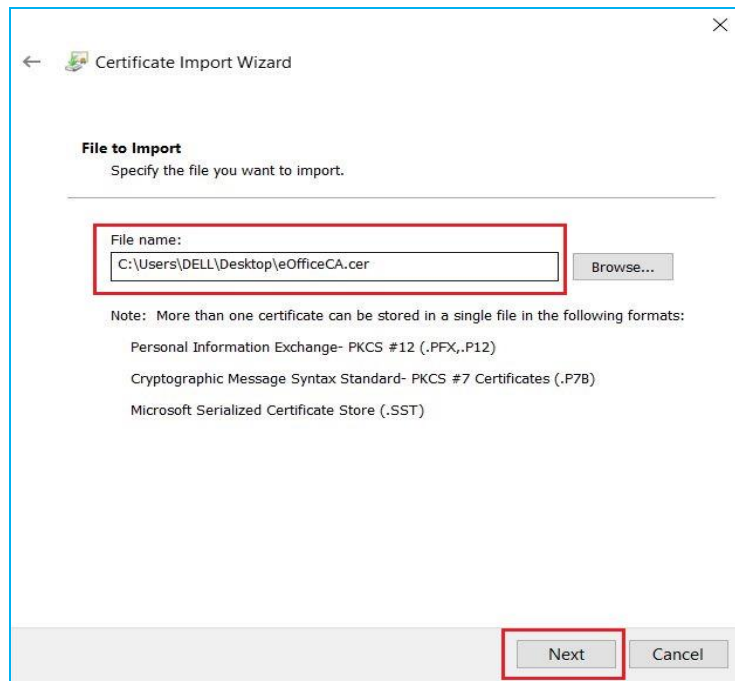 Certificate Import Wizard
File to Import
Specify the file you want to import.
File name:
C:\Users\DELL\Desktop\eOfficeCA.cer
Browse...
Note: More than one certificate can be stored in a single file in the following formats:
Personal Information Exchange- PKCS #12 (.PFX,.P12)
Cryptographic Message Syntax Standard- PKCS #7 Certificates (.P7B)
Microsoft Serialized Certificate Store (.SST)
Next
Cancel